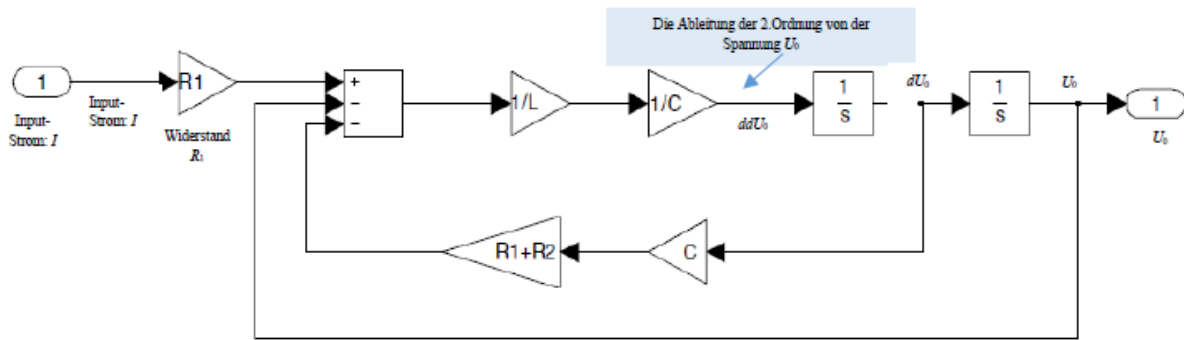 Die Ableitung der 2.Ordnung von der
Spannung U₀
1
Input-
Strom: I
Input-
Strom: I
R1
Widerstand
R₁
+
−
−
1/L
1/C
ddU₀
1
s
dU₀
1
s
U₀
1
U₀
R1+R2
C